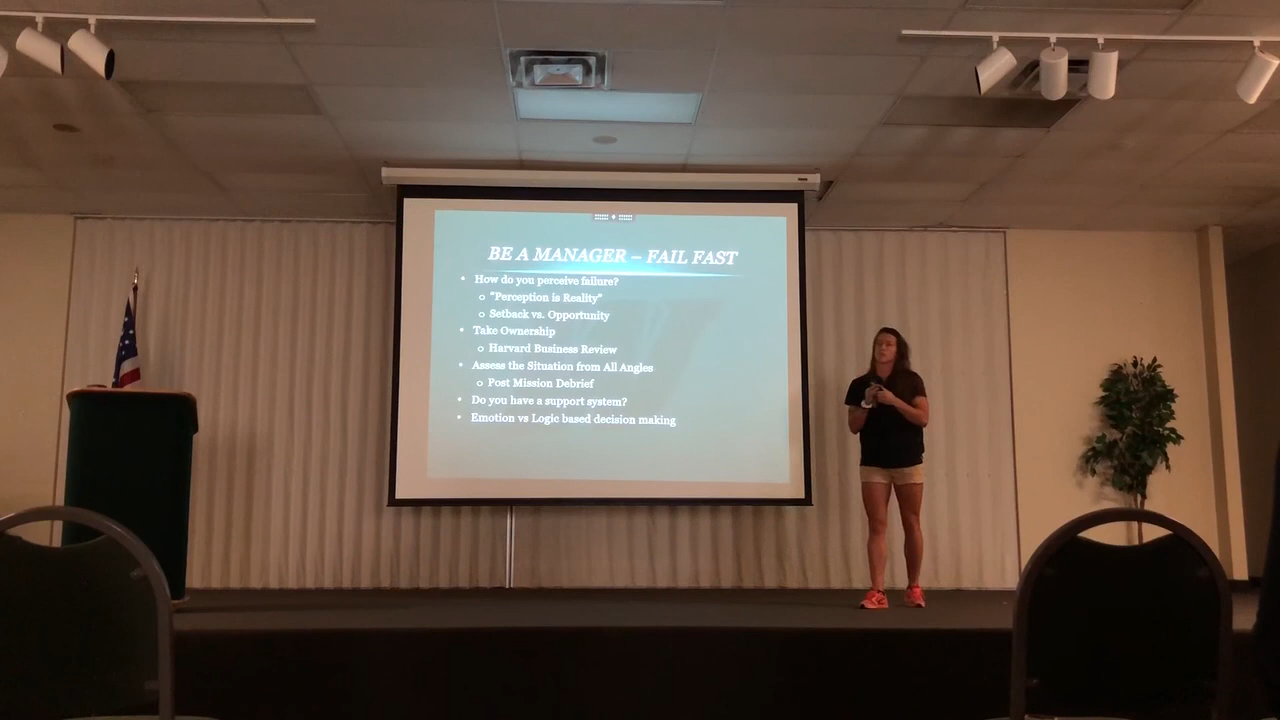 BE A MANAGER – FAIL FAST
• How do you perceive failure?
o "Perception is Reality"
o Setback vs. Opportunity
• Take Ownership
o Harvard Business Review
• Assess the Situation from All Angles
o Post Mission Debrief
• Do you have a support system?
• Emotion vs Logic based decision making